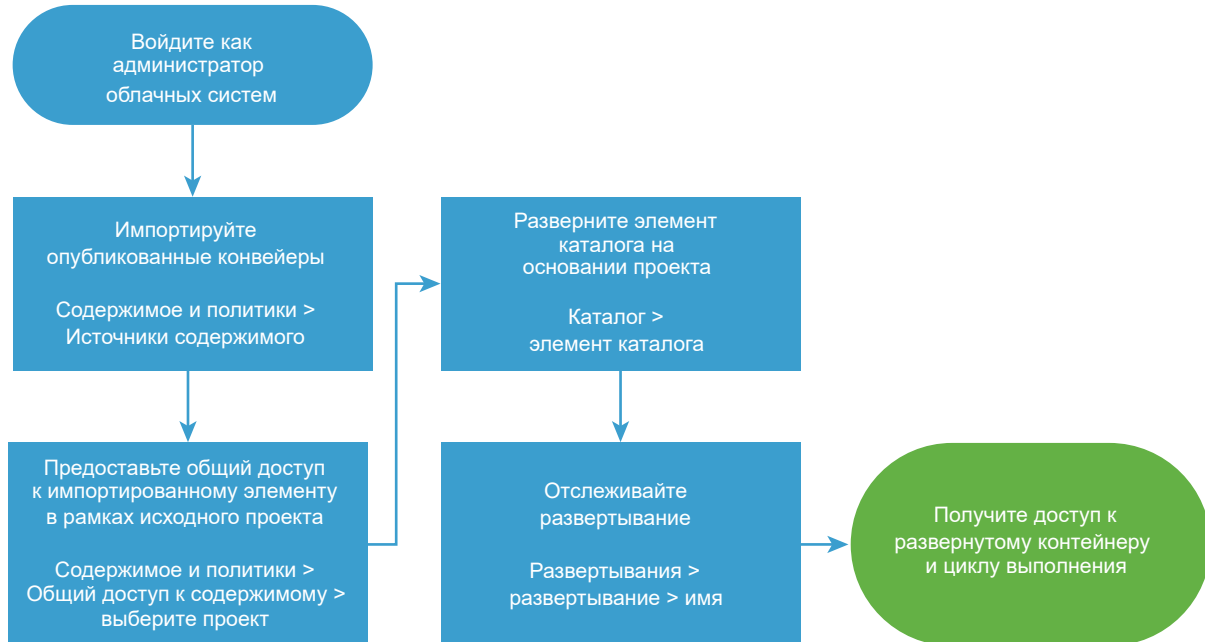 Войдите как
администратор
облачных систем
Импортируйте
опубликованные конвейеры
Содержимое и политики >
Источники содержимого
Предоставьте общий доступ
к импортированному элементу
в рамках исходного проекта
Содержимое и политики >
Общий доступ к содержимому >
выберите проект
Разверните элемент
каталога на
основании проекта
Каталог >
элемент каталога
Отслеживайте
развертывание
Развертывания >
развертывание > имя
Получите доступ к
развернутому контейнеру
и циклу выполнения